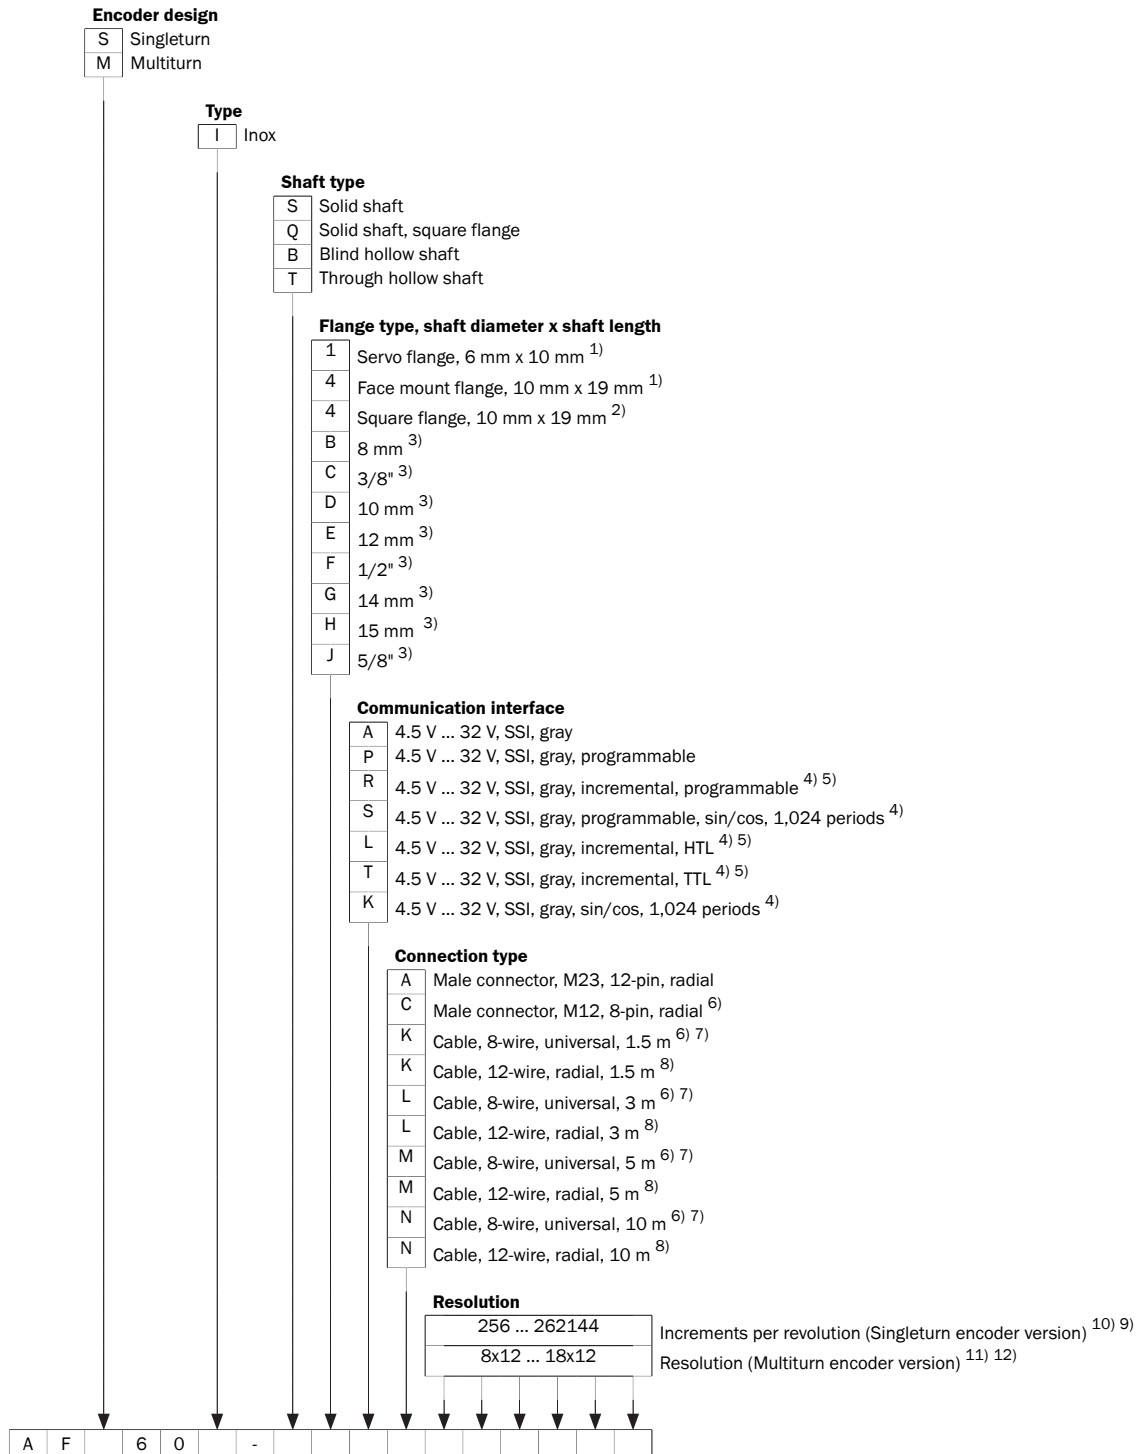 Encoder design
S Singleturn
M Multiturn
Type
I Inox
Shaft type
S Solid shaft
Q Solid shaft, square flange
B Blind hollow shaft
T Through hollow shaft
Flange type, shaft diameter x shaft length
1 Servo flange, 6 mm x 10 mm 1)
4 Face mount flange, 10 mm x 19 mm 1)
4 Square flange, 10 mm x 19 mm 2)
B 8 mm 3)
C 3/8" 3)
D 10 mm 3)
E 12 mm 3)
F 1/2" 3)
G 14 mm 3)
H 15 mm 3)
J 5/8" 3)
Communication interface
A 4.5 V ... 32 V, SSI, gray
P 4.5 V ... 32 V, SSI, gray, programmable
R 4.5 V ... 32 V, SSI, gray, incremental, programmable 4) 5)
S 4.5 V ... 32 V, SSI, gray, programmable, sin/cos, 1,024 periods 4)
L 4.5 V ... 32 V, SSI, gray, incremental, HTL 4) 5)
T 4.5 V ... 32 V, SSI, gray, incremental, TTL 4) 5)
K 4.5 V ... 32 V, SSI, gray, sin/cos, 1,024 periods 4)
Connection type
A Male connector, M23, 12-pin, radial
C Male connector, M12, 8-pin, radial 6)
K Cable, 8-wire, universal, 1.5 m 6) 7)
K Cable, 12-wire, radial, 1.5 m 8)
L Cable, 8-wire, universal, 3 m 6) 7)
L Cable, 12-wire, radial, 3 m 8)
M Cable, 8-wire, universal, 5 m 6) 7)
M Cable, 12-wire, radial, 5 m 8)
N Cable, 8-wire, universal, 10 m 6) 7)
N Cable, 12-wire, radial, 10 m 8)
Resolution
256 ... 262144 Increments per revolution (Singleturn encoder version) 10) 9)
8x12 ... 18x12 Resolution (Multiturn encoder version) 11) 12)
A F 6 0 -